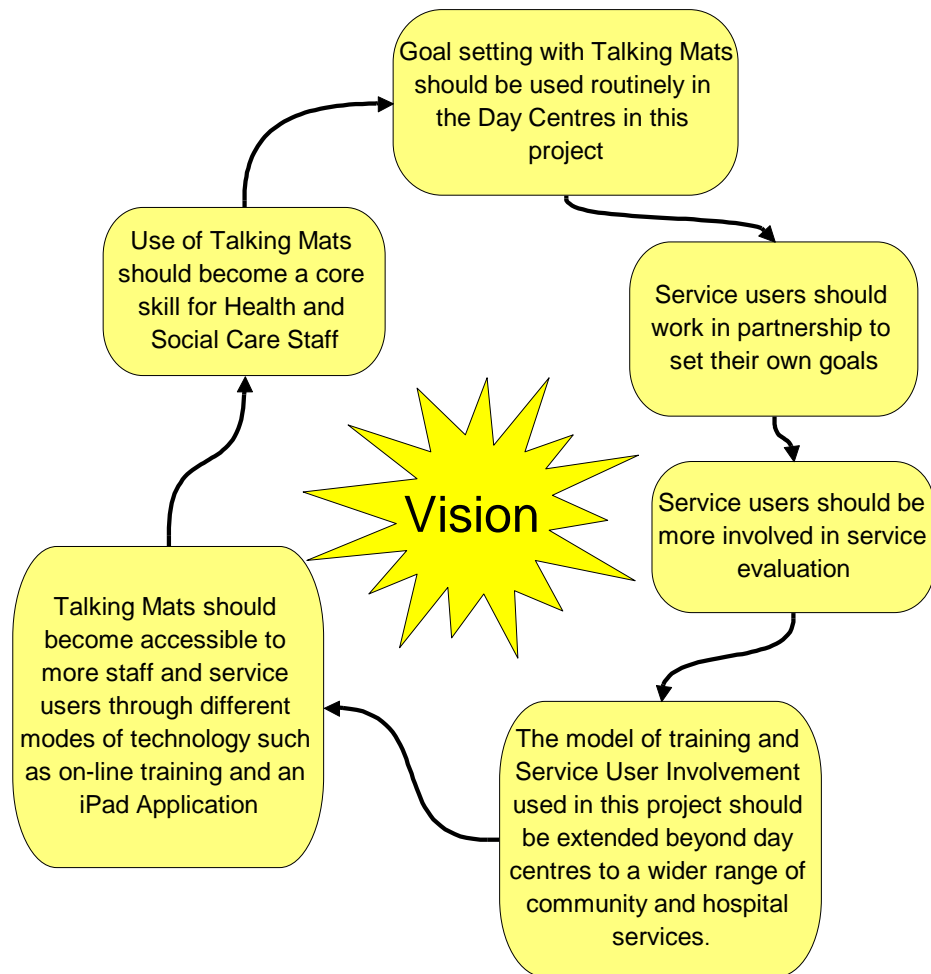 Goal setting with Talking Mats
should be used routinely in
the Day Centres in this
project
Service users should
work in partnership to
set their own goals
Service users should be
more involved in service
evaluation
The model of training and
Service User Involvement
used in this project should
be extended beyond day
centres to a wider range of
community and hospital
services.
Talking Mats should
become accessible to
more staff and service
users through different
modes of technology such
as on-line training and an
iPad Application
Use of Talking Mats
should become a core
skill for Health and
Social Care Staff
Vision